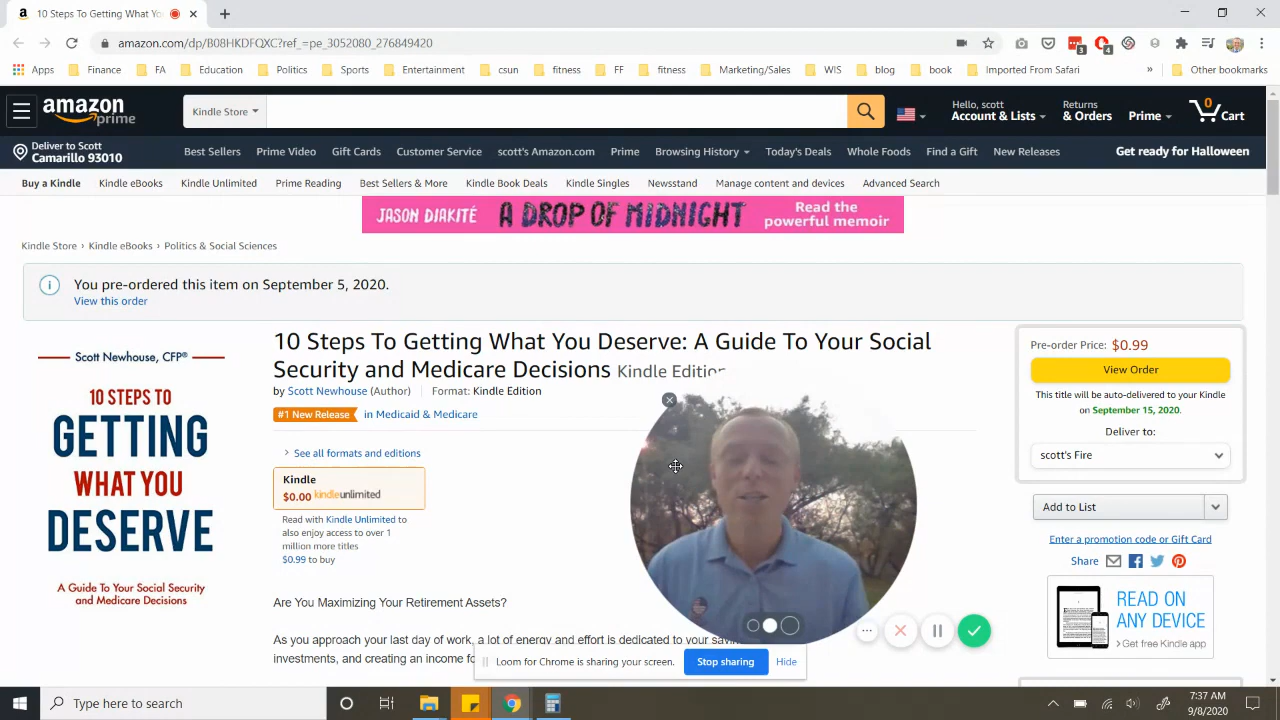 10 Steps To Getting What Yo
amazon.com/dp/B08HKDFQXC?ref_=pe_3052080_276849420
3
4
Apps
Finance
FA
Education
Politics
Sports
Entertainment
csun
fitness
FF
fitness
Marketing/Sales
WIS
blog
book
Imported From Safari
»
Other bookmarks
amazon
prime
Kindle Store
Hello, scott
Account & Lists
Returns
& Orders
Prime
0
Cart
Deliver to Scott
Camarillo 93010
Best Sellers
Prime Video
Gift Cards
Customer Service
scott's Amazon.com
Prime
Browsing History
Today's Deals
Whole Foods
Find a Gift
New Releases
Get ready for Halloween
Buy a Kindle
Kindle eBooks
Kindle Unlimited
Prime Reading
Best Sellers & More
Kindle Book Deals
Kindle Singles
Newsstand
Manage content and devices
Advanced Search
JASON DIAKITÉ
A DROP OF MIDNIGHT
Read the
powerful memoir
Kindle Store › Kindle eBooks › Politics & Social Sciences
You pre-ordered this item on September 5, 2020.
View this order
Scott Newhouse, CFP®
10 STEPS TO
GETTING
WHAT YOU
DESERVE
A Guide To Your Social Security
and Medicare Decisions
10 Steps To Getting What You Deserve: A Guide To Your Social
Security and Medicare Decisions Kindle Edition
by Scott Newhouse (Author)
Format: Kindle Edition
#1 New Release
in Medicaid & Medicare
See all formats and editions
Kindle
$0.00 kindleunlimited
Read with Kindle Unlimited to
also enjoy access to over 1
million more titles
$0.99 to buy
Are You Maximizing Your Retirement Assets?
As you approach your last day of work, a lot of energy and effort is dedicated to your
investments, and creating an income
Pre-order Price: $0.99
View Order
This title will be auto-delivered to your Kindle
on September 15, 2020.
Deliver to:
scott's Fire
Add to List
Enter a promotion code or Gift Card
Share
READ ON
ANY DEVICE
› Get free Kindle app
Loom for Chrome is sharing your screen.
Stop sharing
Hide
Type here to search
7:37 AM
9/8/2020